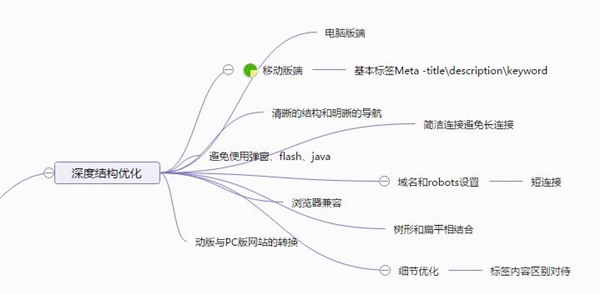 电脑版端
移动版端
基本标签Meta -title\description\keyword
清晰的结构和明晰的导航
简洁连接避免长连接
避免使用弹窗、flash、java
深度结构优化
域名和robots设置
短连接
浏览器兼容
树形和扁平相结合
动版与PC版网站的转换
细节优化
标签内容区别对待